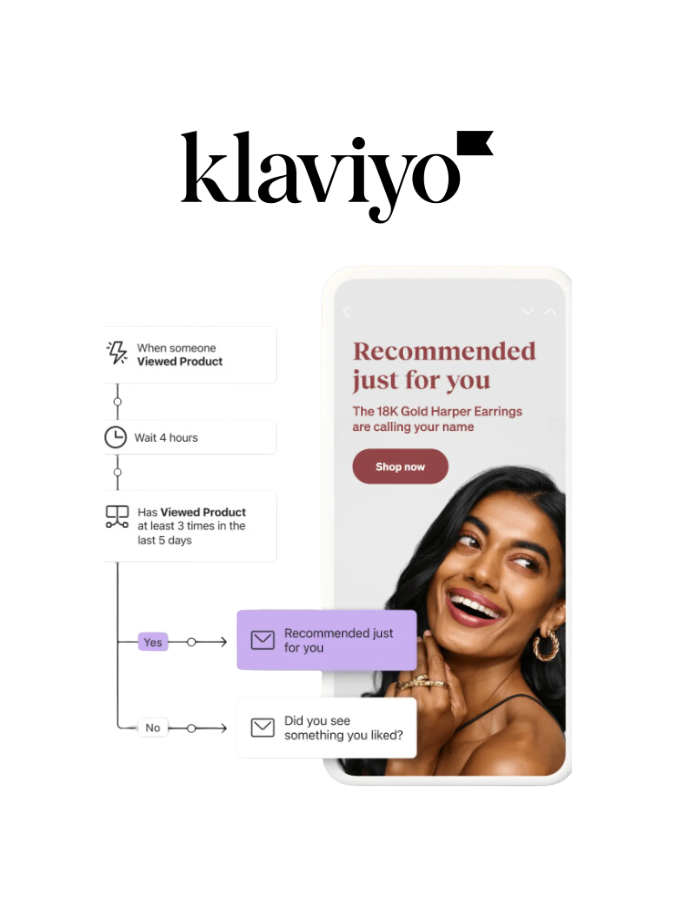 klaviyo
When someone
Viewed Product
Wait 4 hours
Has Viewed Product
at least 3 times in the
last 5 days
Yes
Recommended just
for you
No
Did you see
something you liked?
Recommended
just for you
The 18K Gold Harper Earrings
are calling your name
Shop now